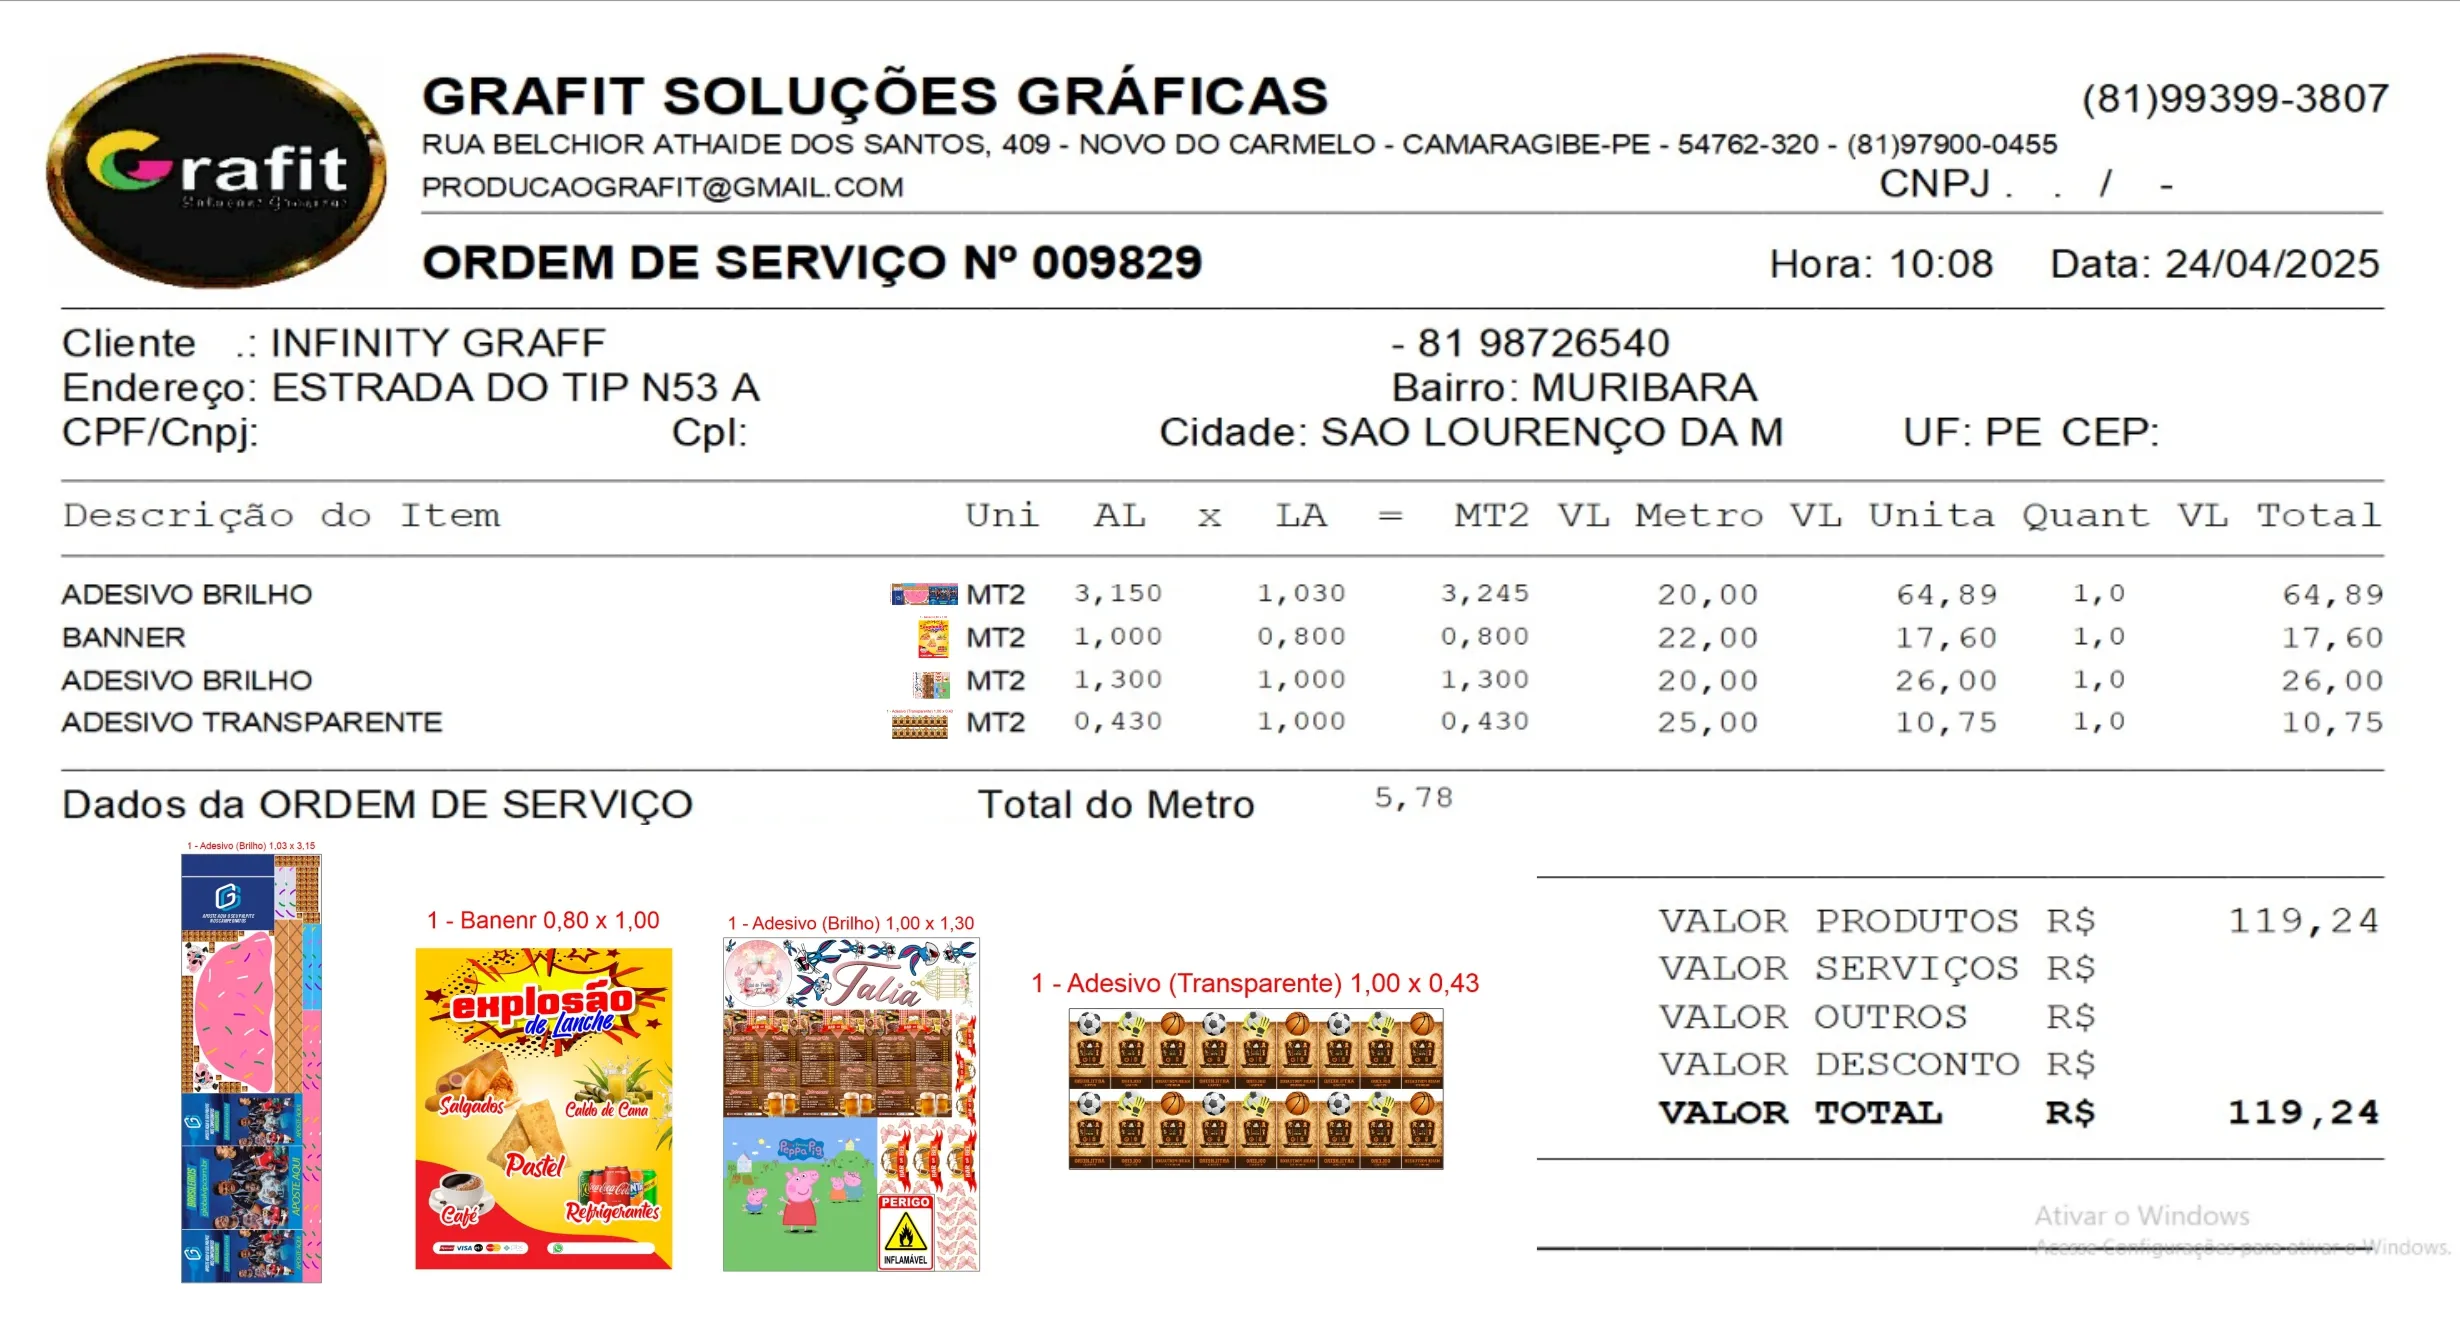 Grafit
Soluções Gráficas
GRAFIT SOLUÇÕES GRÁFICAS
(81)99399-3807
RUA BELCHIOR ATHAIDE DOS SANTOS, 409 - NOVO DO CARMELO - CAMARAGIBE-PE - 54762-320 - (81)97900-0455
PRODUCAOGRAFIT@GMAIL.COM
CNPJ . . / -
ORDEM DE SERVIÇO Nº 009829 Hora: 10:08 Data: 24/04/2025
Cliente .: INFINITY GRAFF - 81 98726540
Endereço: ESTRADA DO TIP N53 A Bairro: MURIBARA
CPF/Cnpj: Cpl: Cidade: SAO LOURENÇO DA M UF: PE CEP:
Descrição do Item Uni AL x LA = MT2 VL Metro VL Unita Quant VL Total
ADESIVO BRILHO MT2 3,150 1,030 3,245 20,00 64,89 1,0 64,89
BANNER MT2 1,000 0,800 0,800 22,00 17,60 1,0 17,60
ADESIVO BRILHO MT2 1,300 1,000 1,300 20,00 26,00 1,0 26,00
ADESIVO TRANSPARENTE MT2 0,430 1,000 0,430 25,00 10,75 1,0 10,75
Dados da ORDEM DE SERVIÇO Total do Metro 5,78
1 - Adesivo (Brilho) 1,03 x 3,15
APOSTE AQUI
1 - Banenr 0,80 x 1,00
explosão
de Lanche
Salgados
Caldo de Cana
Pastel
Café
Refrigerantes
VISA
1 - Adesivo (Brilho) 1,00 x 1,30
Talia
Peppa Pig
PERIGO
INFLAMÁVEL
1 - Adesivo (Transparente) 1,00 x 0,43
VALOR PRODUTOS R$ 119,24
VALOR SERVIÇOS R$
VALOR OUTROS R$
VALOR DESCONTO R$
VALOR TOTAL R$ 119,24
Ativar o Windows
Acesse Configurações para ativar o Windows.